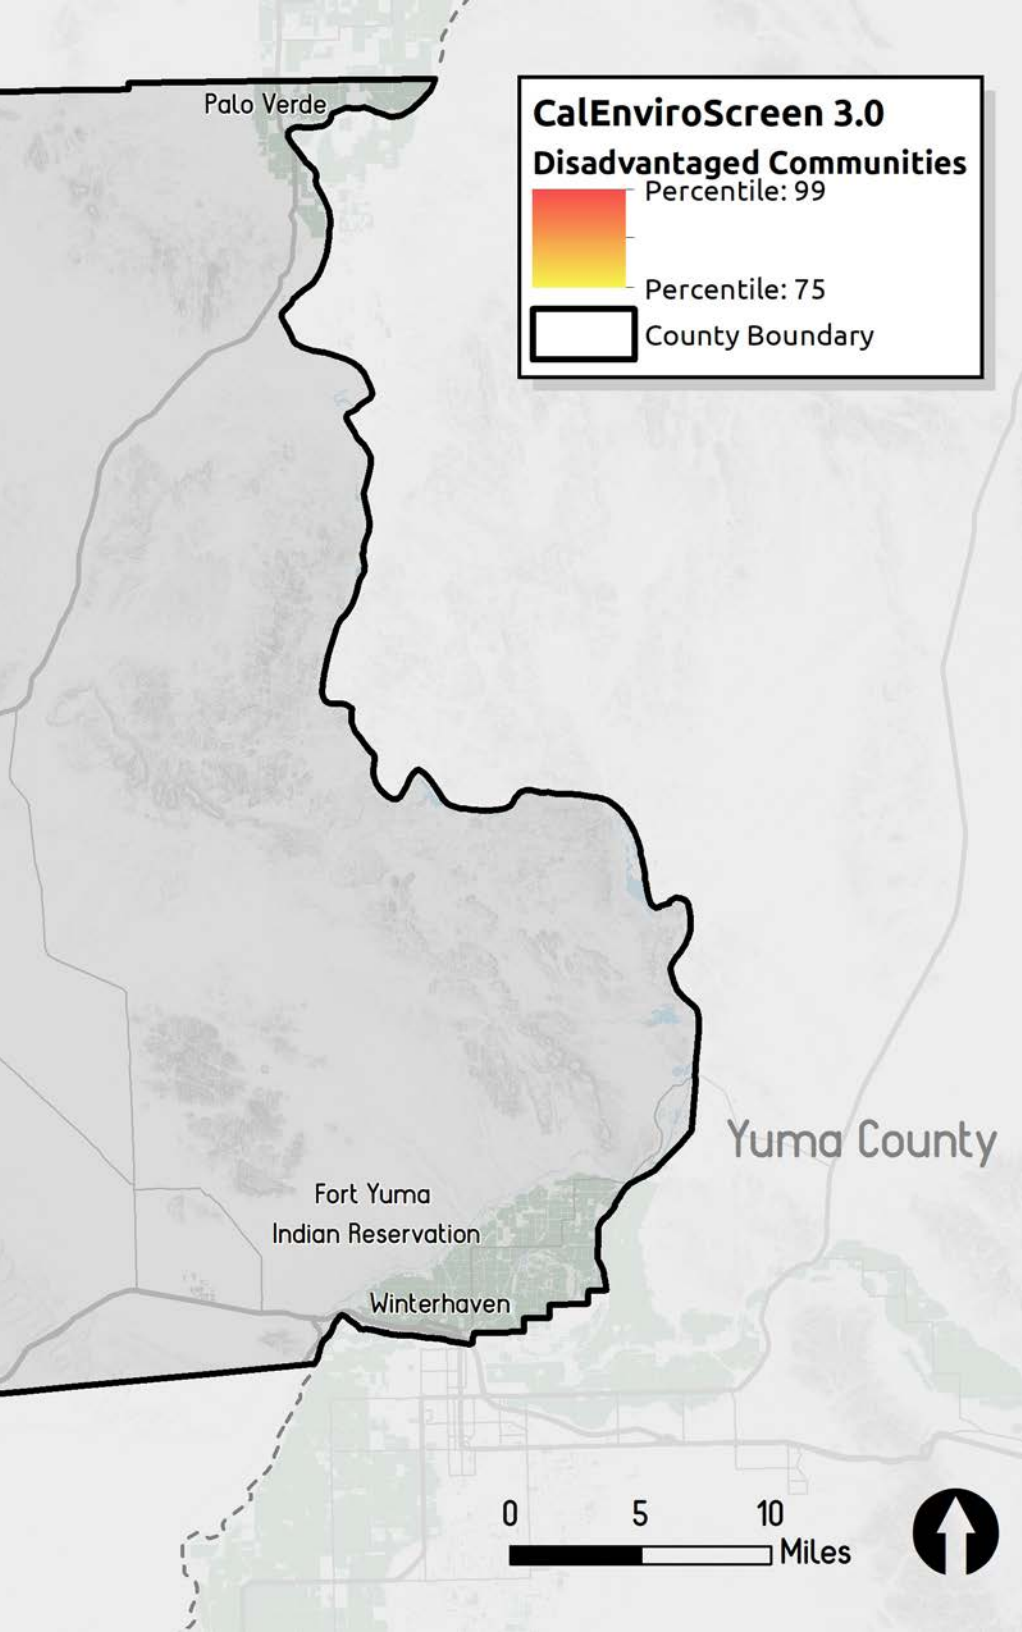 Palo Verde
CalEnviroScreen 3.0
Disadvantaged Communities
Percentile: 99
Percentile: 75
County Boundary
Yuma County
Fort Yuma
Indian Reservation
Winterhaven
0 5 10
Miles